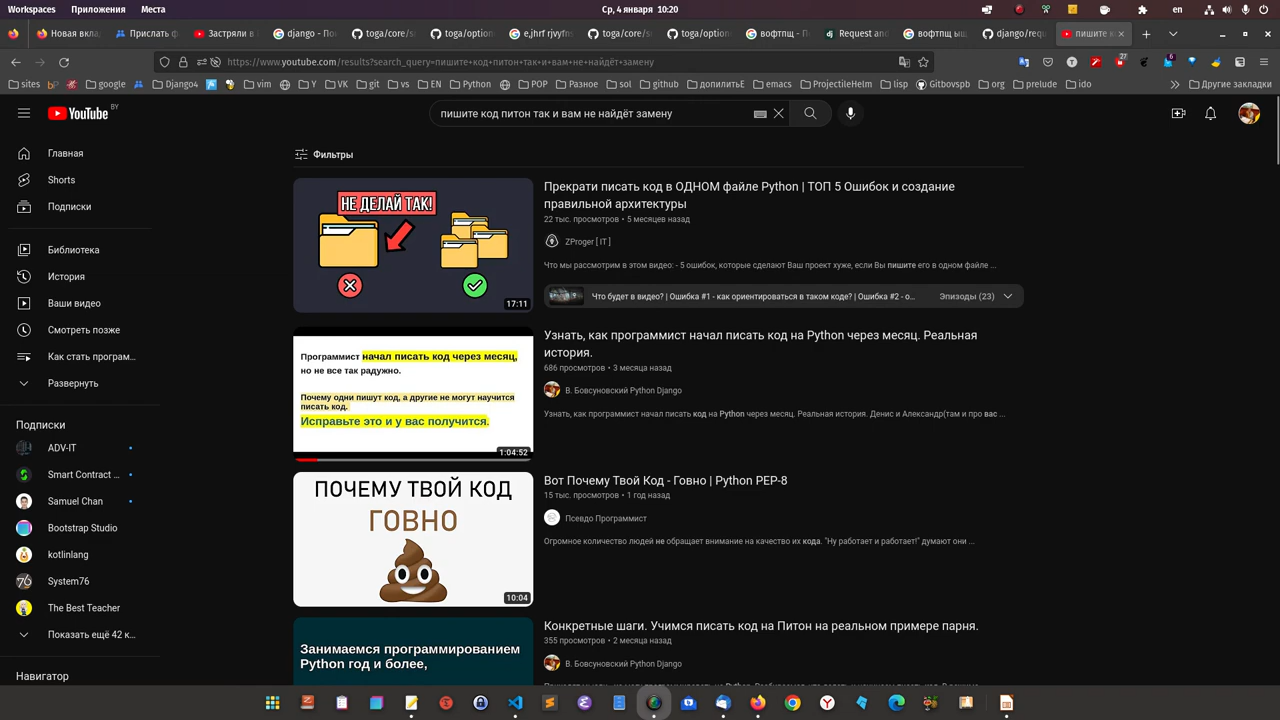 Workspaces Приложения Места Ср, 4 января 10:20 en
Новая вкл Прислать ф Застряли в django - По toga/core/s toga/option e,jhrf rjvyfm toga/core/s toga/option вовтпщ - П Request and вовтпщ ыщ django/req пишите к
https://www.youtube.com/results?search_query=пишите+код+питон+так+и+вам+не+найдёт+замену 27 6
sites bg google Django4 vim Y VK git vs EN Python POP Разное sol github допилитьЕ emacs ProjectileHelm lisp Gitbovspb org prelude ido Другие закладки
YouTube BY
пишите код питон так и вам не найдёт замену
Главная
Shorts
Подписки
Библиотека
История
Ваши видео
Смотреть позже
Как стать програм...
Развернуть
Подписки
ADV-IT
Smart Contract ...
Samuel Chan
Bootstrap Studio
kotlinlang
System76
The Best Teacher
Показать ещё 42 к...
Навигатор
Фильтры
НЕ ДЕЛАЙ ТАК!
17:11
Прекрати писать код в ОДНОМ файле Python | ТОП 5 Ошибок и создание
правильной архитектуры
22 тыс. просмотров • 5 месяцев назад
ZProger [ IT ]
Что мы рассмотрим в этом видео: - 5 ошибок, которые сделают Ваш проект хуже, если Вы пишите его в одном файле ...
Что будет в видео? | Ошибка #1 - как ориентироваться в таком коде? | Ошибка #2 - о... Эпизоды (23)
Программист начал писать код через месяц,
но не все так радужно.
Почему одни пишут код, а другие не могут научится
писать код.
Исправьте это и у вас получится.
1:04:52
Узнать, как программист начал писать код на Python через месяц. Реальная
история.
686 просмотров • 3 месяца назад
В. Бовсуновский Python Django
Узнать, как программист начал писать код на Python через месяц. Реальная история. Денис и Александр(там и про вас ...
ПОЧЕМУ ТВОЙ КОД
ГОВНО
10:04
Вот Почему Твой Код - Говно | Python PEP-8
15 тыс. просмотров • 1 год назад
Псевдо Программист
Огромное количество людей не обращает внимание на качество их кода. "Ну работает и работает!" думают они ...
Занимаемся программированием
Python год и более,
Конкретные шаги. Учимся писать код на Питон на реальном примере парня.
355 просмотров • 2 месяца назад
В. Бовсуновский Python Django